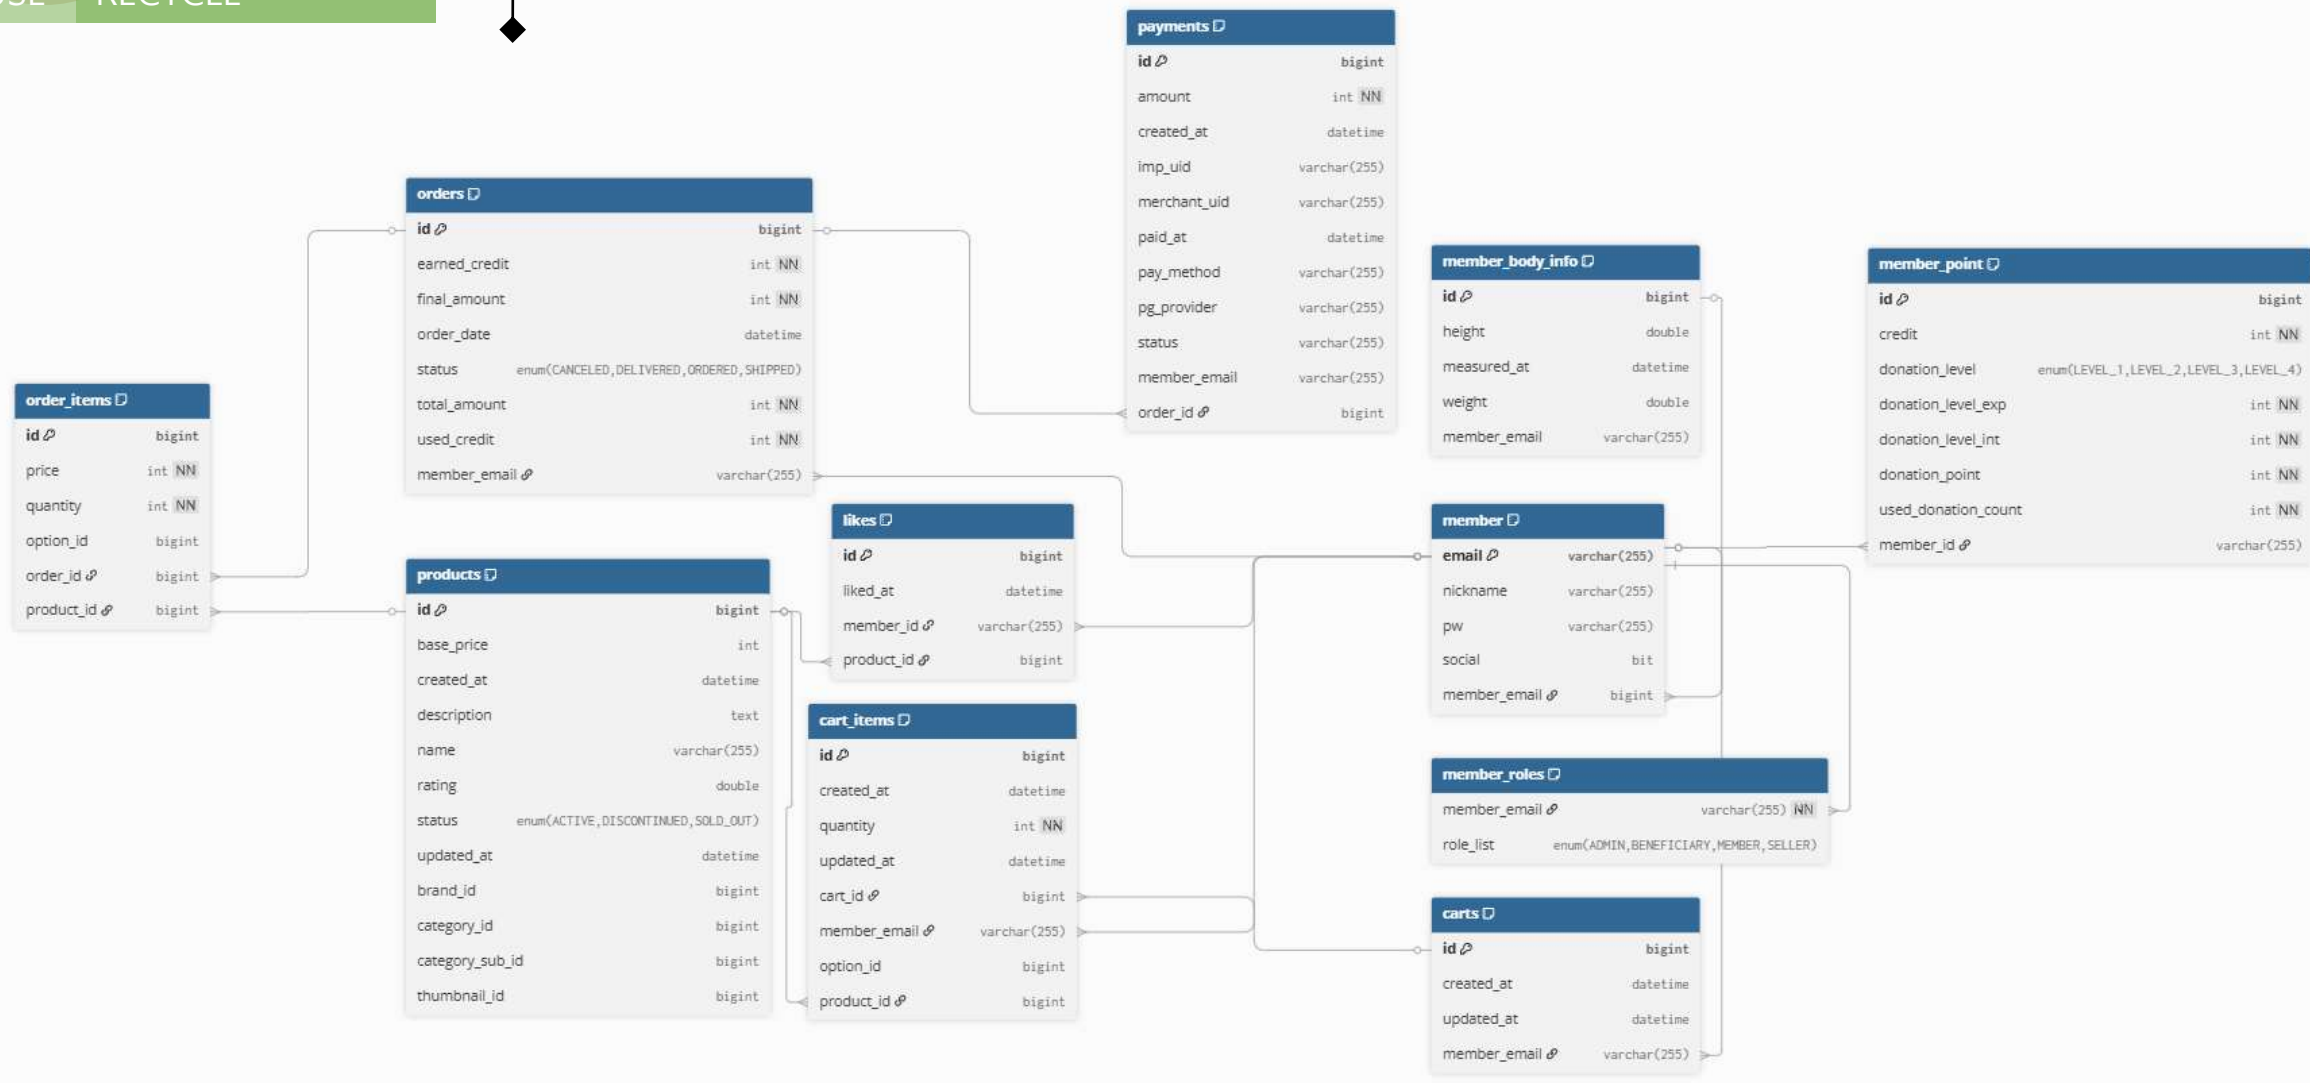 RECYCLE
payments
id bigint
amount int NN
created_at datetime
imp_uid varchar(255)
merchant_uid varchar(255)
paid_at datetime
pay_method varchar(255)
pg_provider varchar(255)
status varchar(255)
member_email varchar(255)
order_id bigint
orders
id bigint
earned_credit int NN
final_amount int NN
order_date datetime
status enum(CANCELED,DELIVERED,ORDERED,SHIPPED)
total_amount int NN
used_credit int NN
member_email varchar(255)
member_body_info
id bigint
height double
measured_at datetime
weight double
member_email varchar(255)
member_point
id bigint
credit int NN
donation_level enum(LEVEL_1,LEVEL_2,LEVEL_3,LEVEL_4)
donation_level_exp int NN
donation_level_int int NN
donation_point int NN
used_donation_count int NN
member_id varchar(255)
order_items
id bigint
price int NN
quantity int NN
option_id bigint
order_id bigint
product_id bigint
products
id bigint
base_price int
created_at datetime
description text
name varchar(255)
rating double
status enum(ACTIVE,DISCONTINUED,SOLD_OUT)
updated_at datetime
brand_id bigint
category_id bigint
category_sub_id bigint
thumbnail_id bigint
likes
id bigint
liked_at datetime
member_id varchar(255)
product_id bigint
cart_items
id bigint
created_at datetime
quantity int NN
updated_at datetime
cart_id bigint
member_email varchar(255)
option_id bigint
product_id bigint
member
email varchar(255)
nickname varchar(255)
pw varchar(255)
social bit
member_email bigint
member_roles
member_email varchar(255) NN
role_list enum(ADMIN,BENEFICIARY,MEMBER,SELLER)
carts
id bigint
created_at datetime
updated_at datetime
member_email varchar(255)